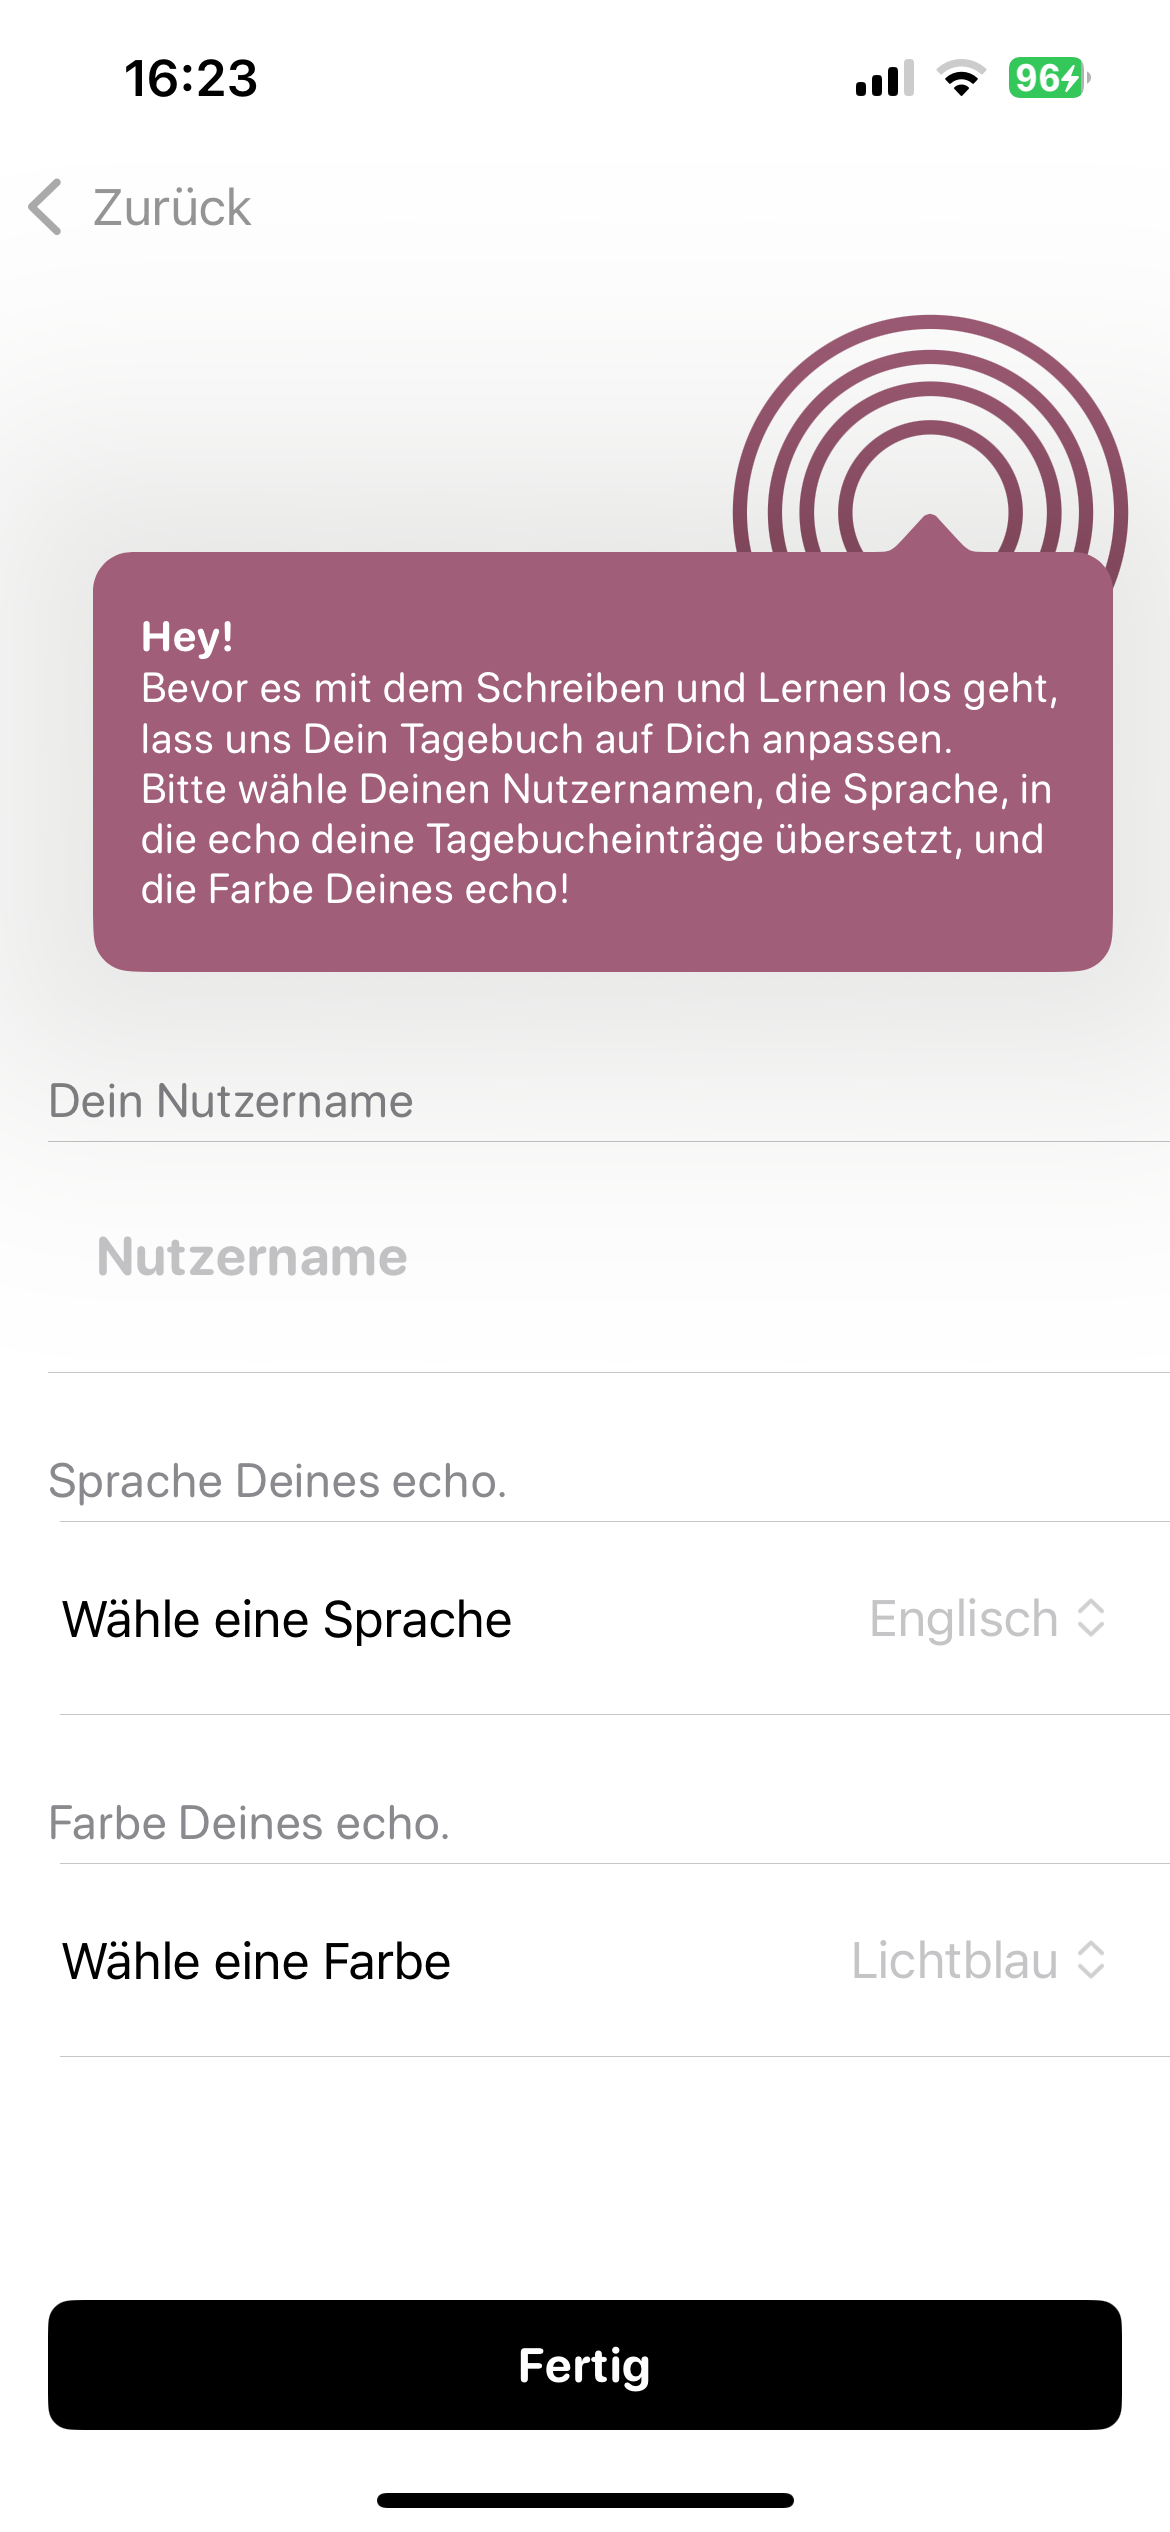 16:23
96
Zurück
Hey!
Bevor es mit dem Schreiben und Lernen los geht,
lass uns Dein Tagebuch auf Dich anpassen.
Bitte wähle Deinen Nutzernamen, die Sprache, in
die echo deine Tagebucheinträge übersetzt, und
die Farbe Deines echo!
Dein Nutzername
Nutzername
Sprache Deines echo.
Wähle eine Sprache Englisch
Farbe Deines echo.
Wähle eine Farbe Lichtblau
Fertig